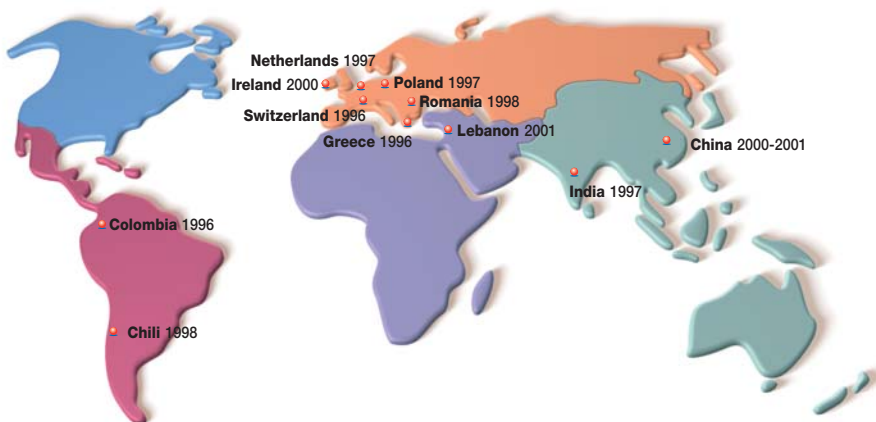 Netherlands 1997
Ireland 2000
Poland 1997
Romania 1998
Switzerland 1996
Greece 1996
Lebanon 2001
China 2000-2001
India 1997
Colombia 1996
Chili 1998